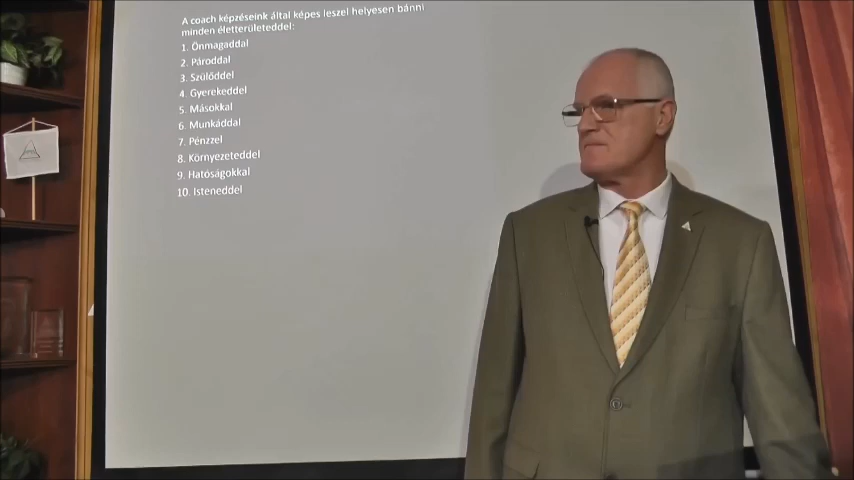 A coach képzéseink által képes leszel helyesen bánni
minden életterületeddel:
1. Önmagaddal
2. Pároddal
3. Szülőddel
4. Gyerekeddel
5. Másokkal
6. Munkáddal
7. Pénzzel
8. Környezeteddel
9. Hatóságokkal
10. Isteneddel